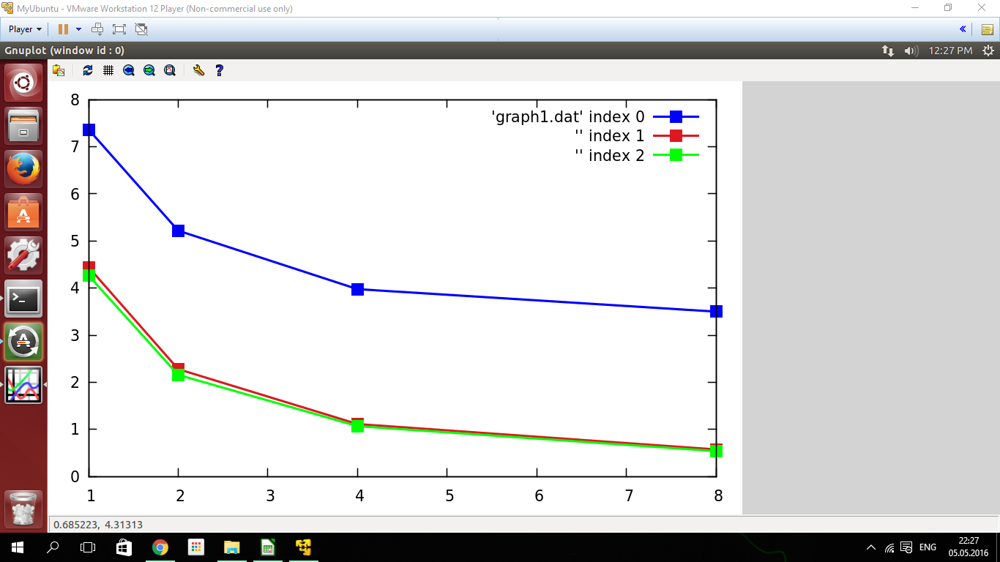 MyUbuntu - VMware Workstation 12 Player (Non-commercial use only)
Player
Gnuplot (window id : 0)
12:27 PM
8
7
6
5
4
3
2
1
0
'graph1.dat' index 0
'' index 1
'' index 2
1 2 3 4 5 6 7 8
0.685223, 4.31313
ENG
22:27
05.05.2016